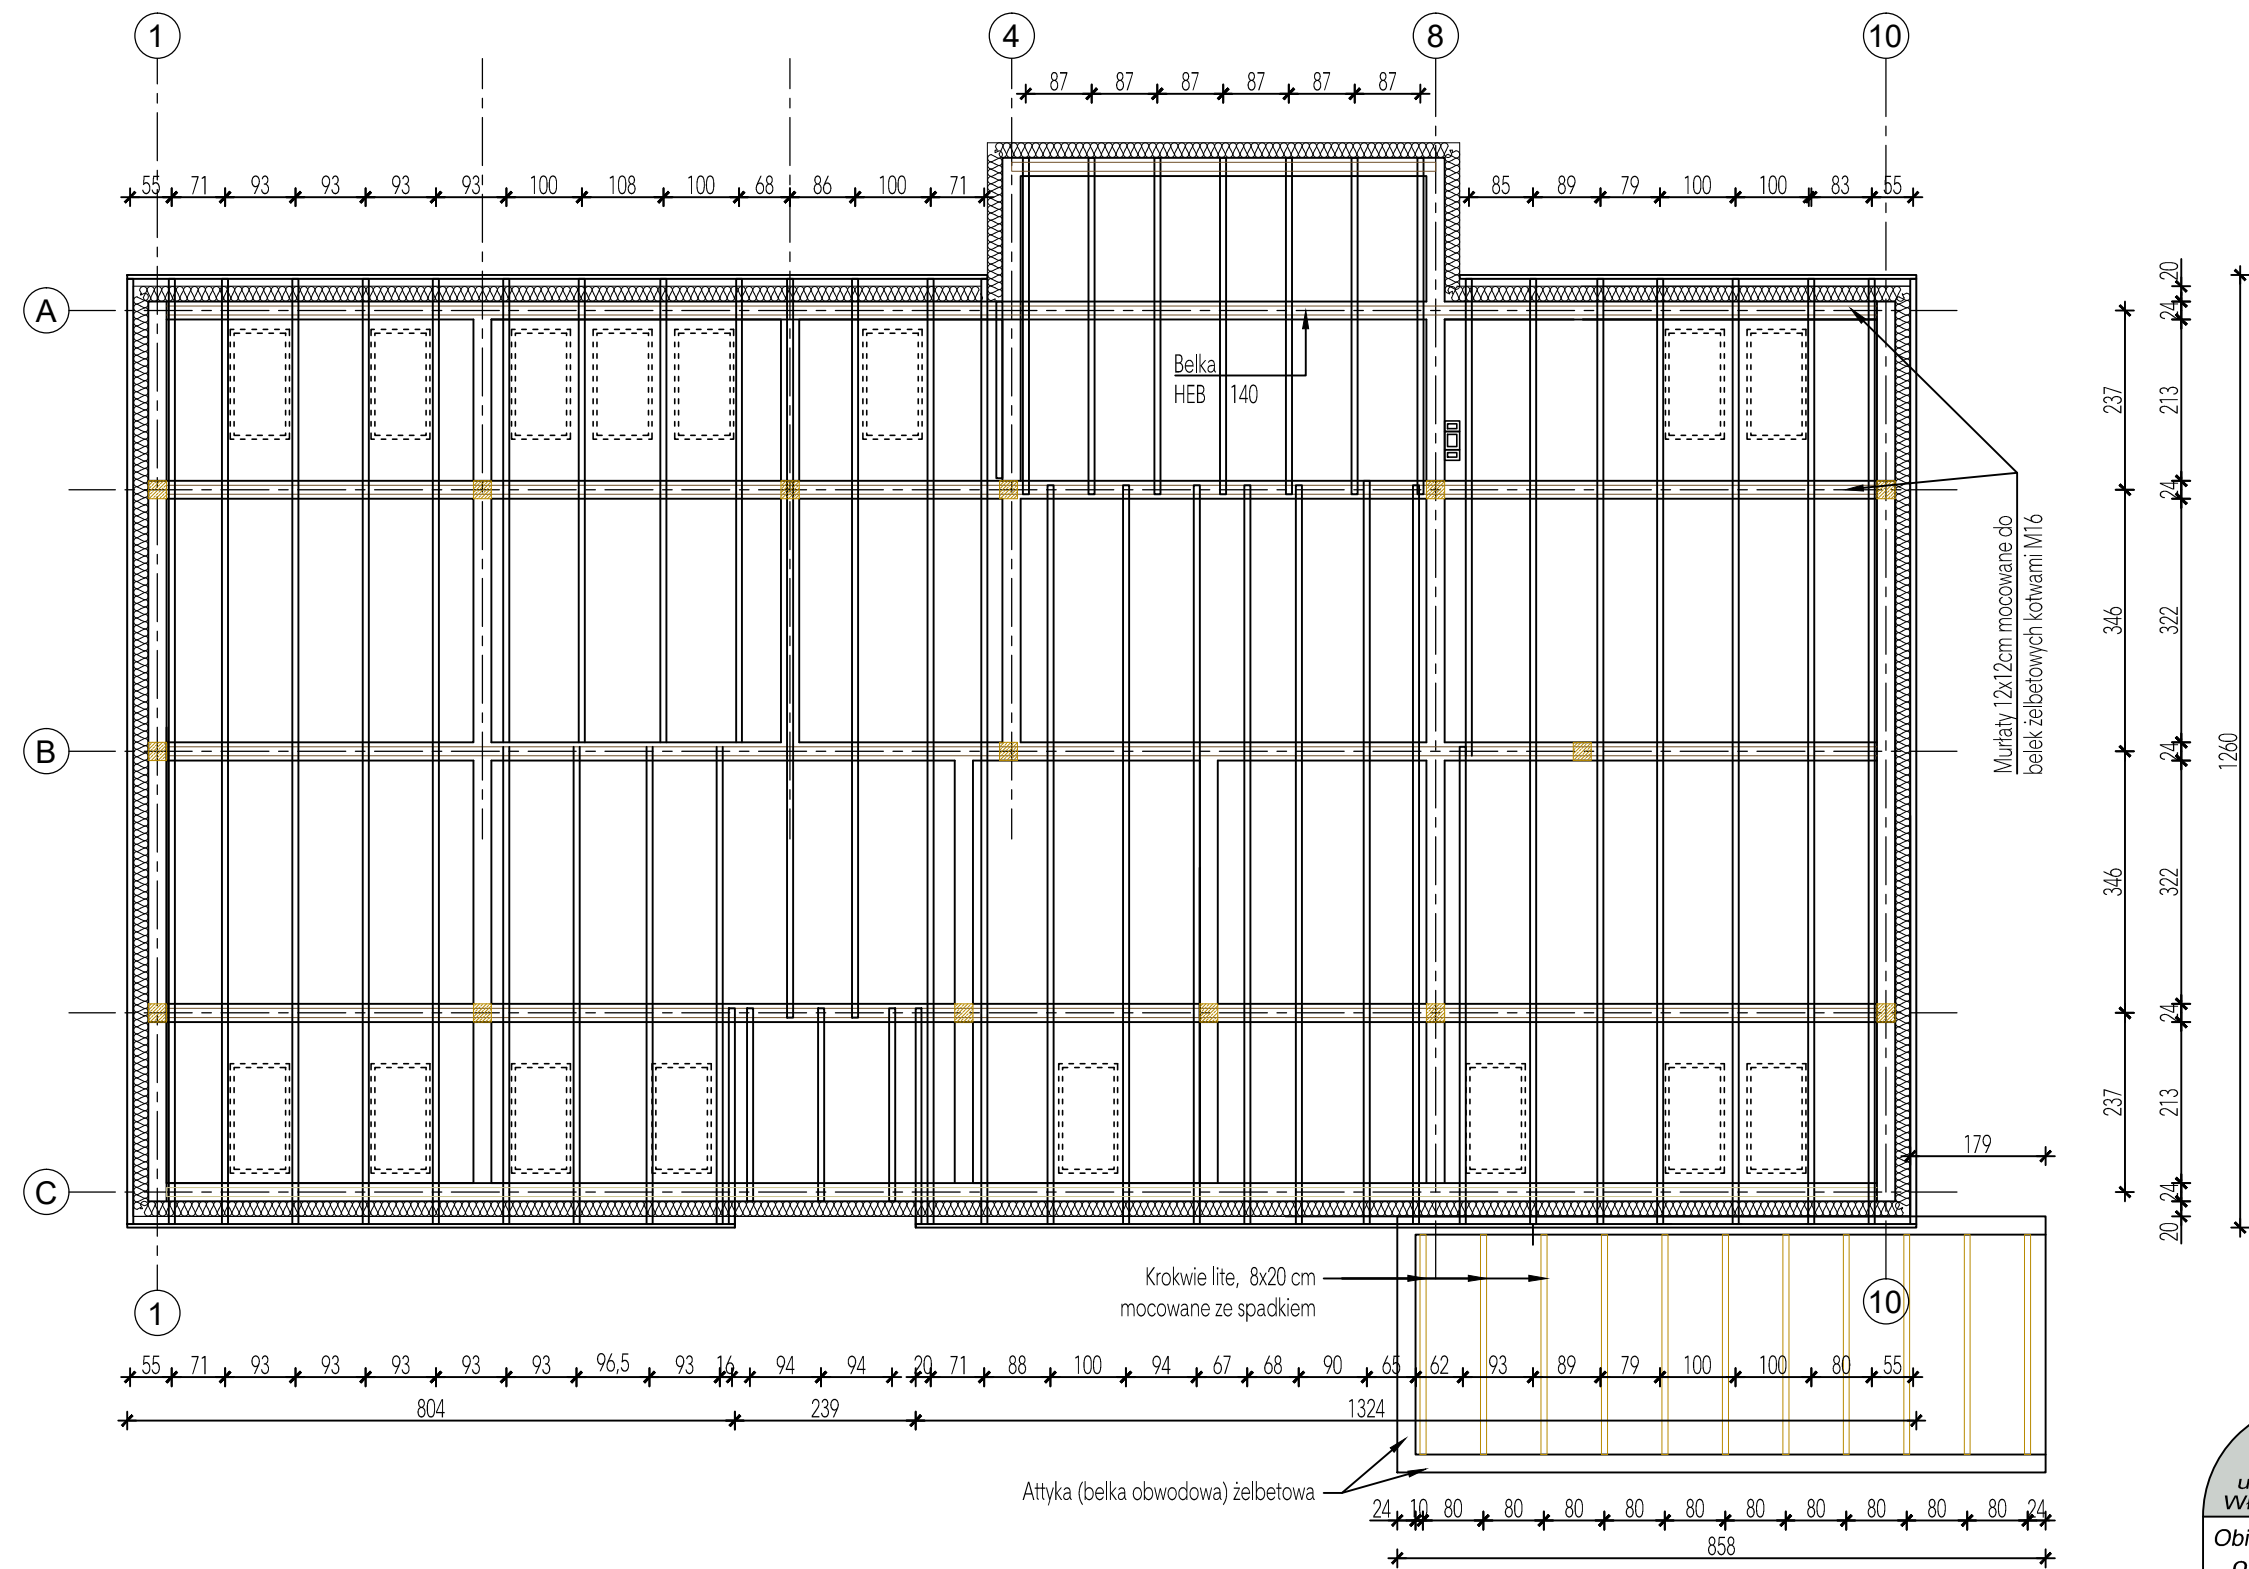 1
4
8
10
87 87 87 87 87 87
55 71 93 93 93 93 100 108 100 68 86 100 71
85 89 79 100 100 83 55
A
Belka
HEB 140
B
C
Murłaty 12x12cm mocowane do
belek żelbetowych kotwami M16
237
346
346
237
20
24
213
24
322
24
322
24
213
24
20
1260
179
Krokwie lite, 8x20 cm
mocowane ze spadkiem
1
10
55 71 93 93 93 93 93 96,5 93 16 94 94 20 71 88 100 94 67 68 90 65 62 93 89 79 100 100 80 55
804 239 1324
Attyka (belka obwodowa) żelbetowa
24 10 80 80 80 80 80 80 80 80 80 80 24
858